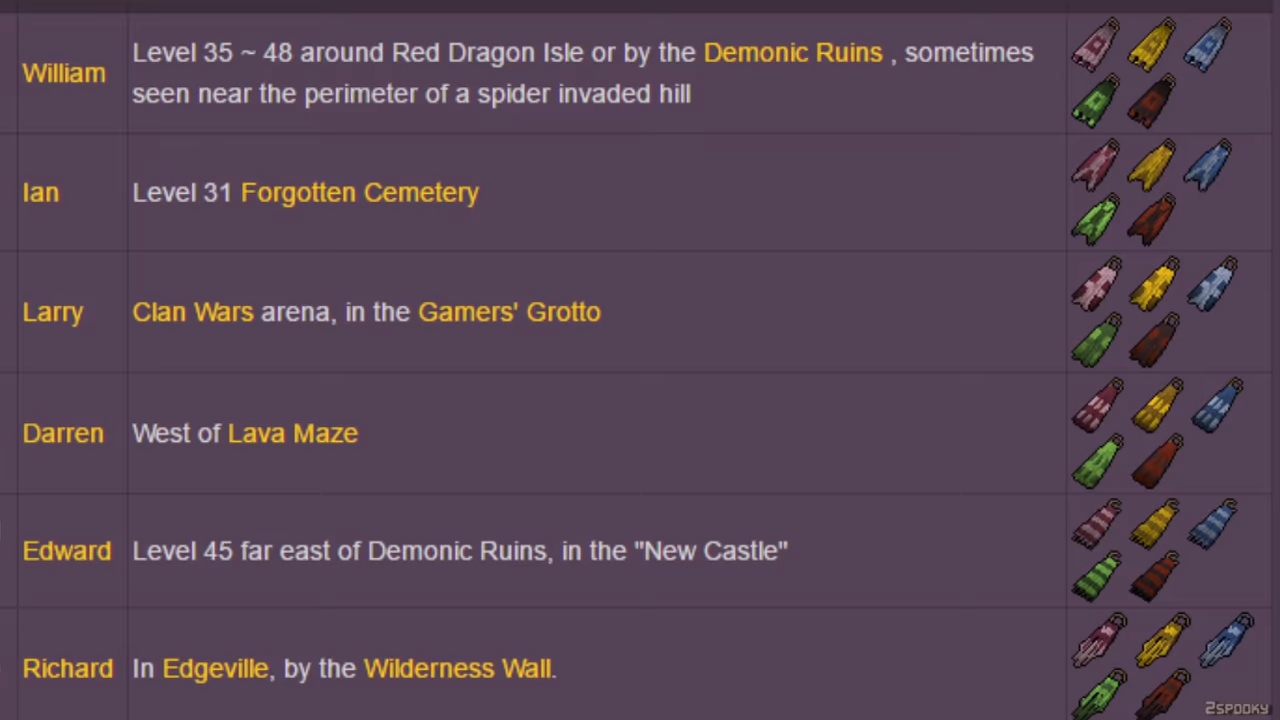 William
Level 35 ~ 48 around Red Dragon Isle or by the Demonic Ruins , sometimes
seen near the perimeter of a spider invaded hill
Ian
Level 31 Forgotten Cemetery
Larry
Clan Wars arena, in the Gamers' Grotto
Darren
West of Lava Maze
Edward
Level 45 far east of Demonic Ruins, in the "New Castle"
Richard
In Edgeville, by the Wilderness Wall.
2SPOOKY